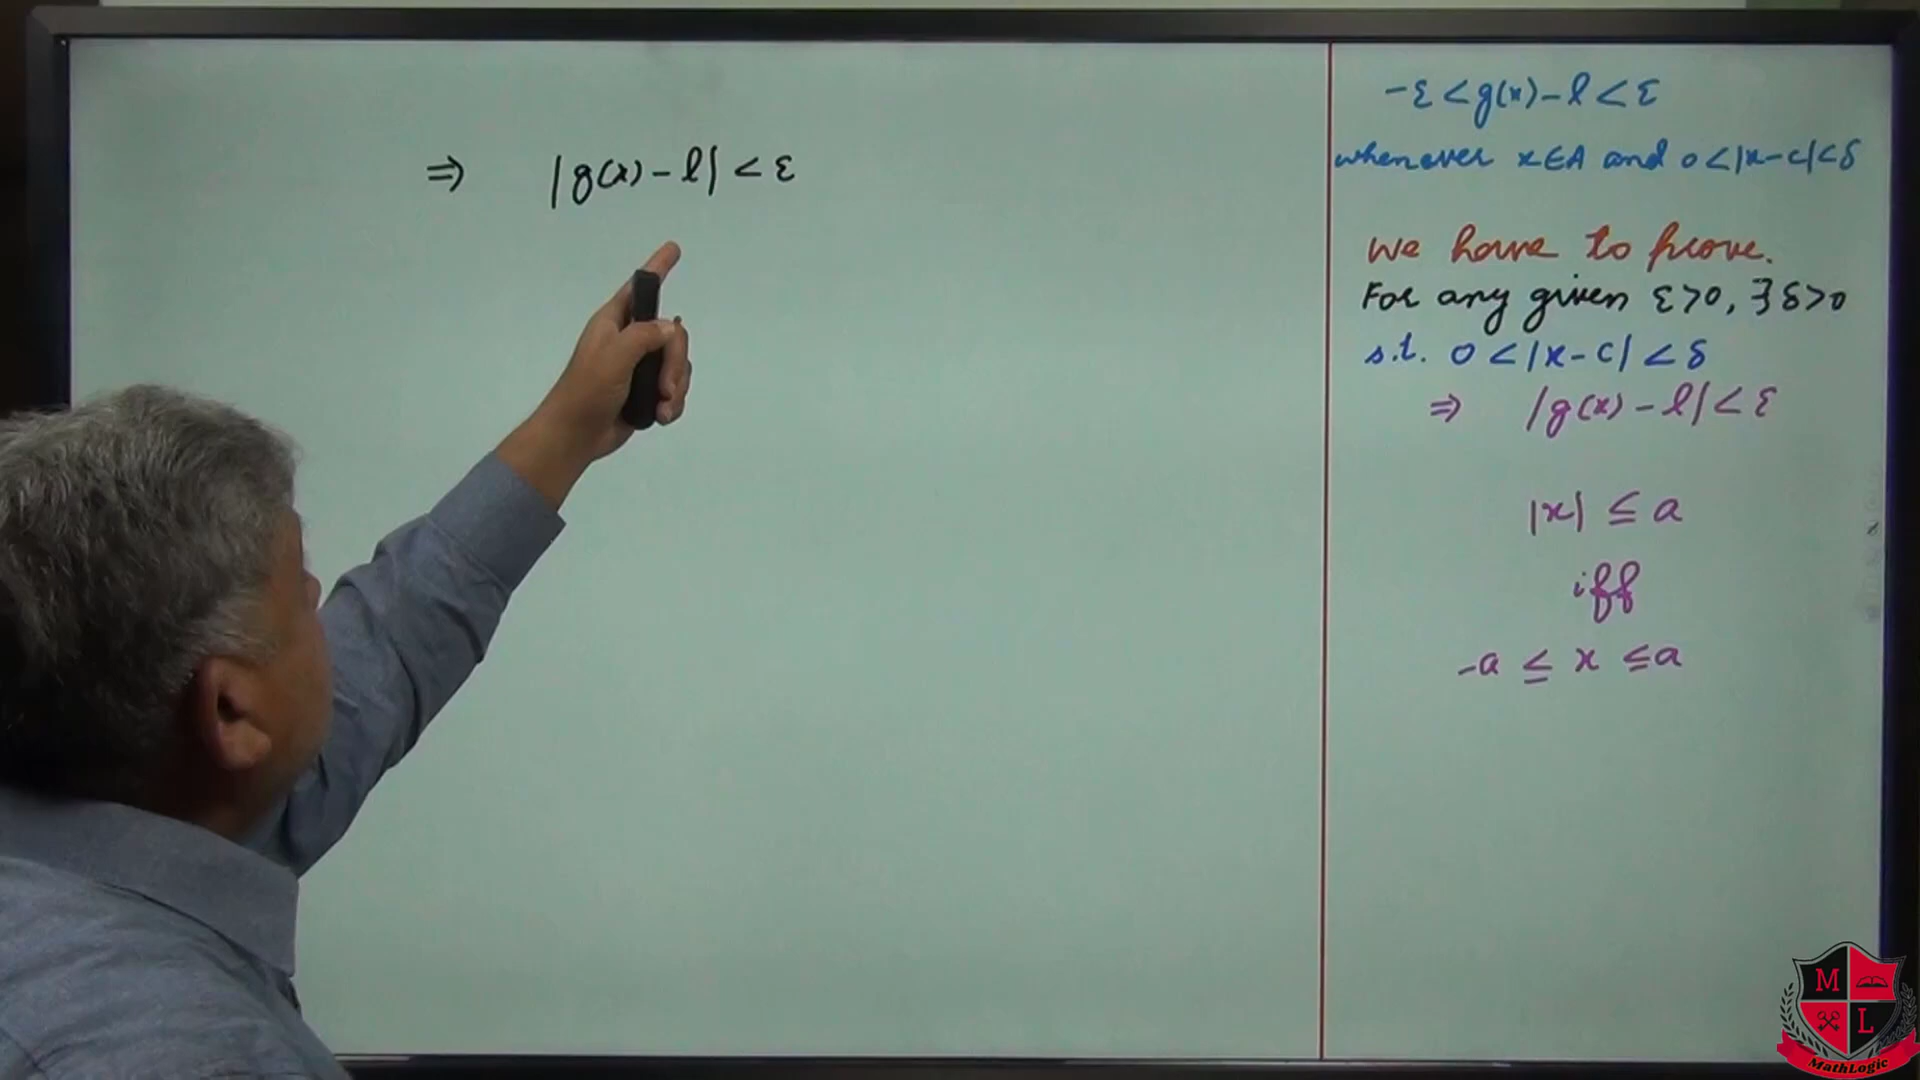 ⇒ |g(x) - l| < ε
-ε < g(x) - l < ε
whenever x∈A and 0<|x-c|<δ
We have to prove.
For any given ε>0, ∃ δ>0
s.t. 0 < |x - c| < δ
⇒ |g(x) - l| < ε
|x| ≤ a
iff
-a ≤ x ≤ a
M
L
MathLogic